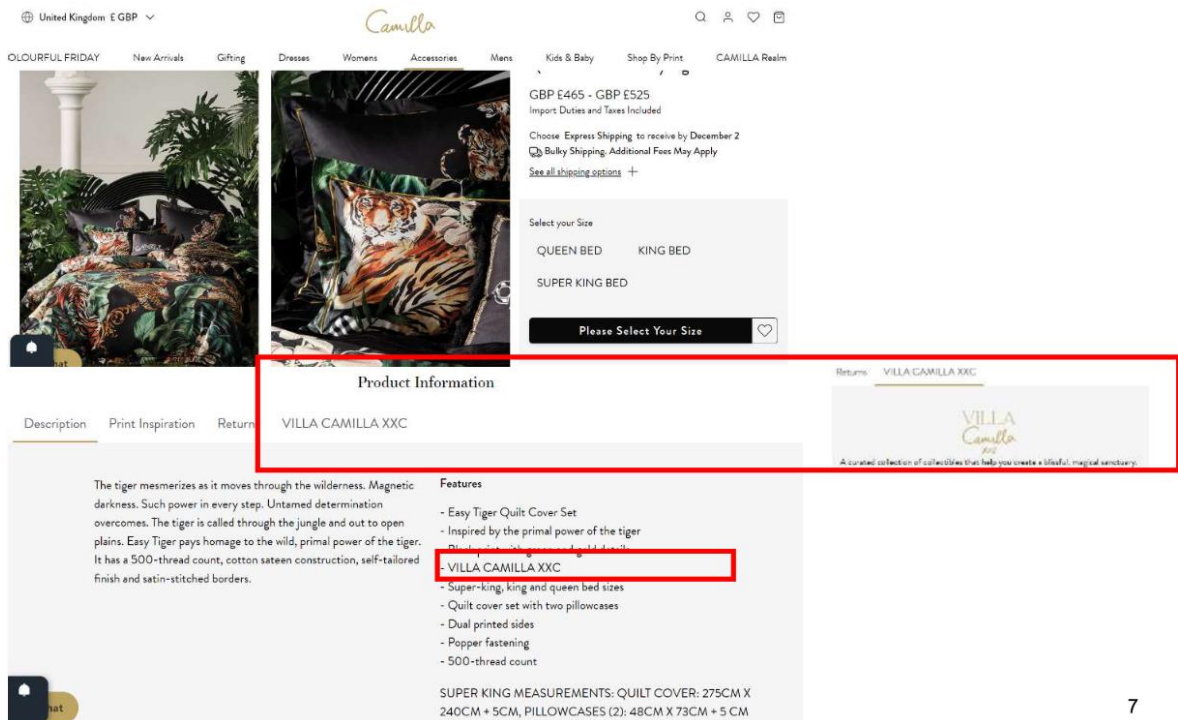 United Kingdom £ GBP
Camilla
OLOURFUL FRIDAY New Arrivals Gifting Dresses Womens Accessories Mens Kids & Baby Shop By Print CAMILLA Realm
GBP £465 - GBP £525
Import Duties and Taxes Included
Choose Express Shipping to receive by December 2
Bulky Shipping. Additional Fees May Apply
See all shipping options +
Select your Size
QUEEN BED KING BED
SUPER KING BED
Please Select Your Size
hat
Product Information
Description Print Inspiration Return VILLA CAMILLA XXC
Returns VILLA CAMILLA XXC
VILLA
Camilla
A curated collection of collectibles that help you create a blissful, magical sanctuary.
The tiger mesmerizes as it moves through the wilderness. Magnetic
darkness. Such power in every step. Untamed determination
overcomes. The tiger is called through the jungle and out to open
plains. Easy Tiger pays homage to the wild, primal power of the tiger.
It has a 500-thread count, cotton sateen construction, self-tailored
finish and satin-stitched borders.
Features
- Easy Tiger Quilt Cover Set
- Inspired by the primal power of the tiger
- Black print with green and gold details
- VILLA CAMILLA XXC
- Super-king, king and queen bed sizes
- Quilt cover set with two pillowcases
- Dual printed sides
- Popper fastening
- 500-thread count
SUPER KING MEASUREMENTS: QUILT COVER: 275CM X
240CM + 5CM, PILLOWCASES (2): 48CM X 73CM + 5 CM
hat
7